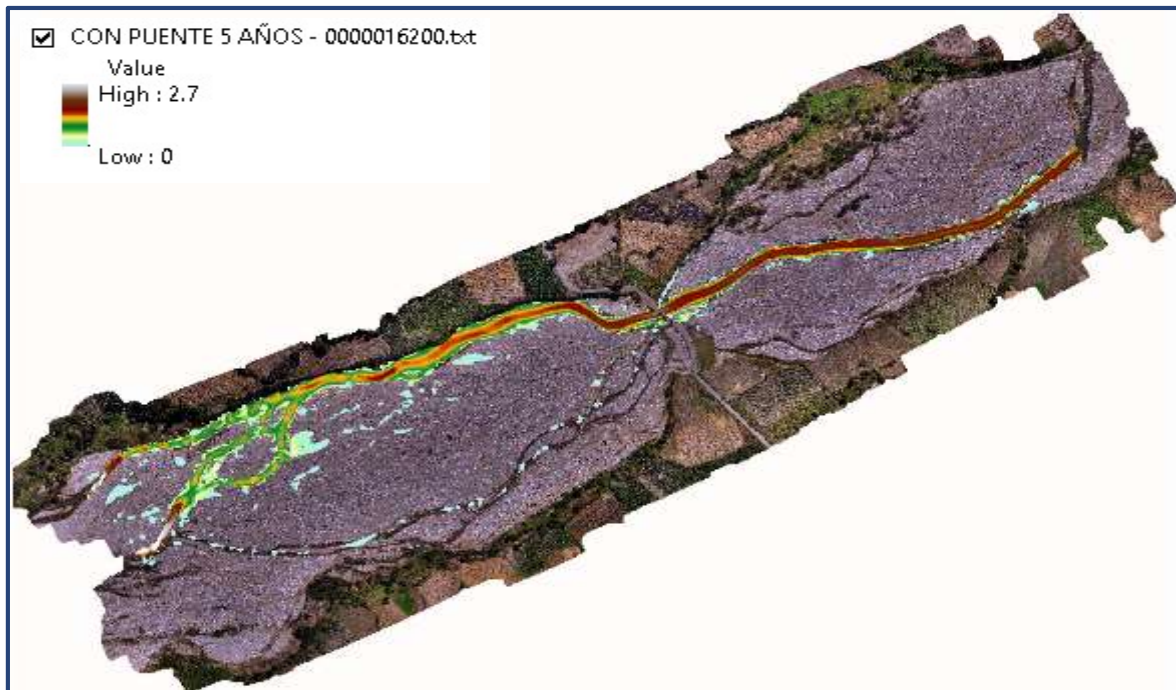 CON PUENTE 5 AÑOS - 0000016200.txt
Value
High : 2.7
Low : 0